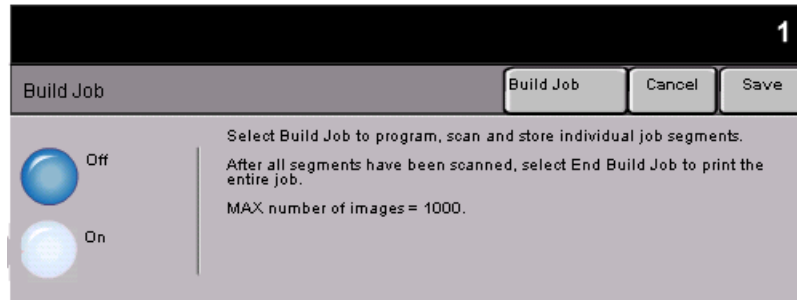 1
Build Job
Build Job
Cancel
Save
Off
On
Select Build Job to program, scan and store individual job segments.
After all segments have been scanned, select End Build Job to print the
entire job.
MAX number of images = 1000.